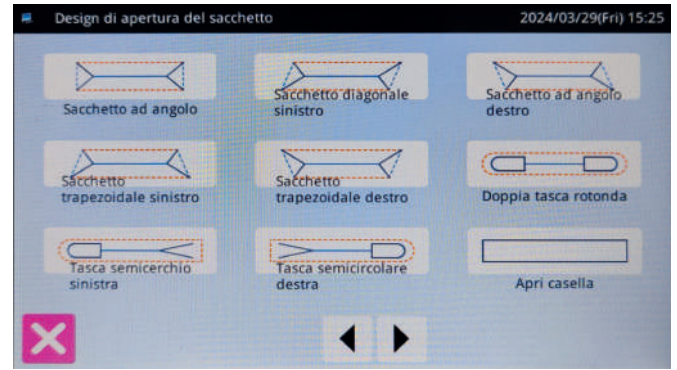 Design di apertura del sacchetto 2024/03/29(Fri) 15:25
Sacchetto ad angolo
Sacchetto diagonale
sinistro
Sacchetto ad angolo
destro
Sacchetto
trapezoidale sinistro
Sacchetto
trapezoidale destro
Doppia tasca rotonda
Tasca semicerchio
sinistra
Tasca semicircolare
destra
Apri casella